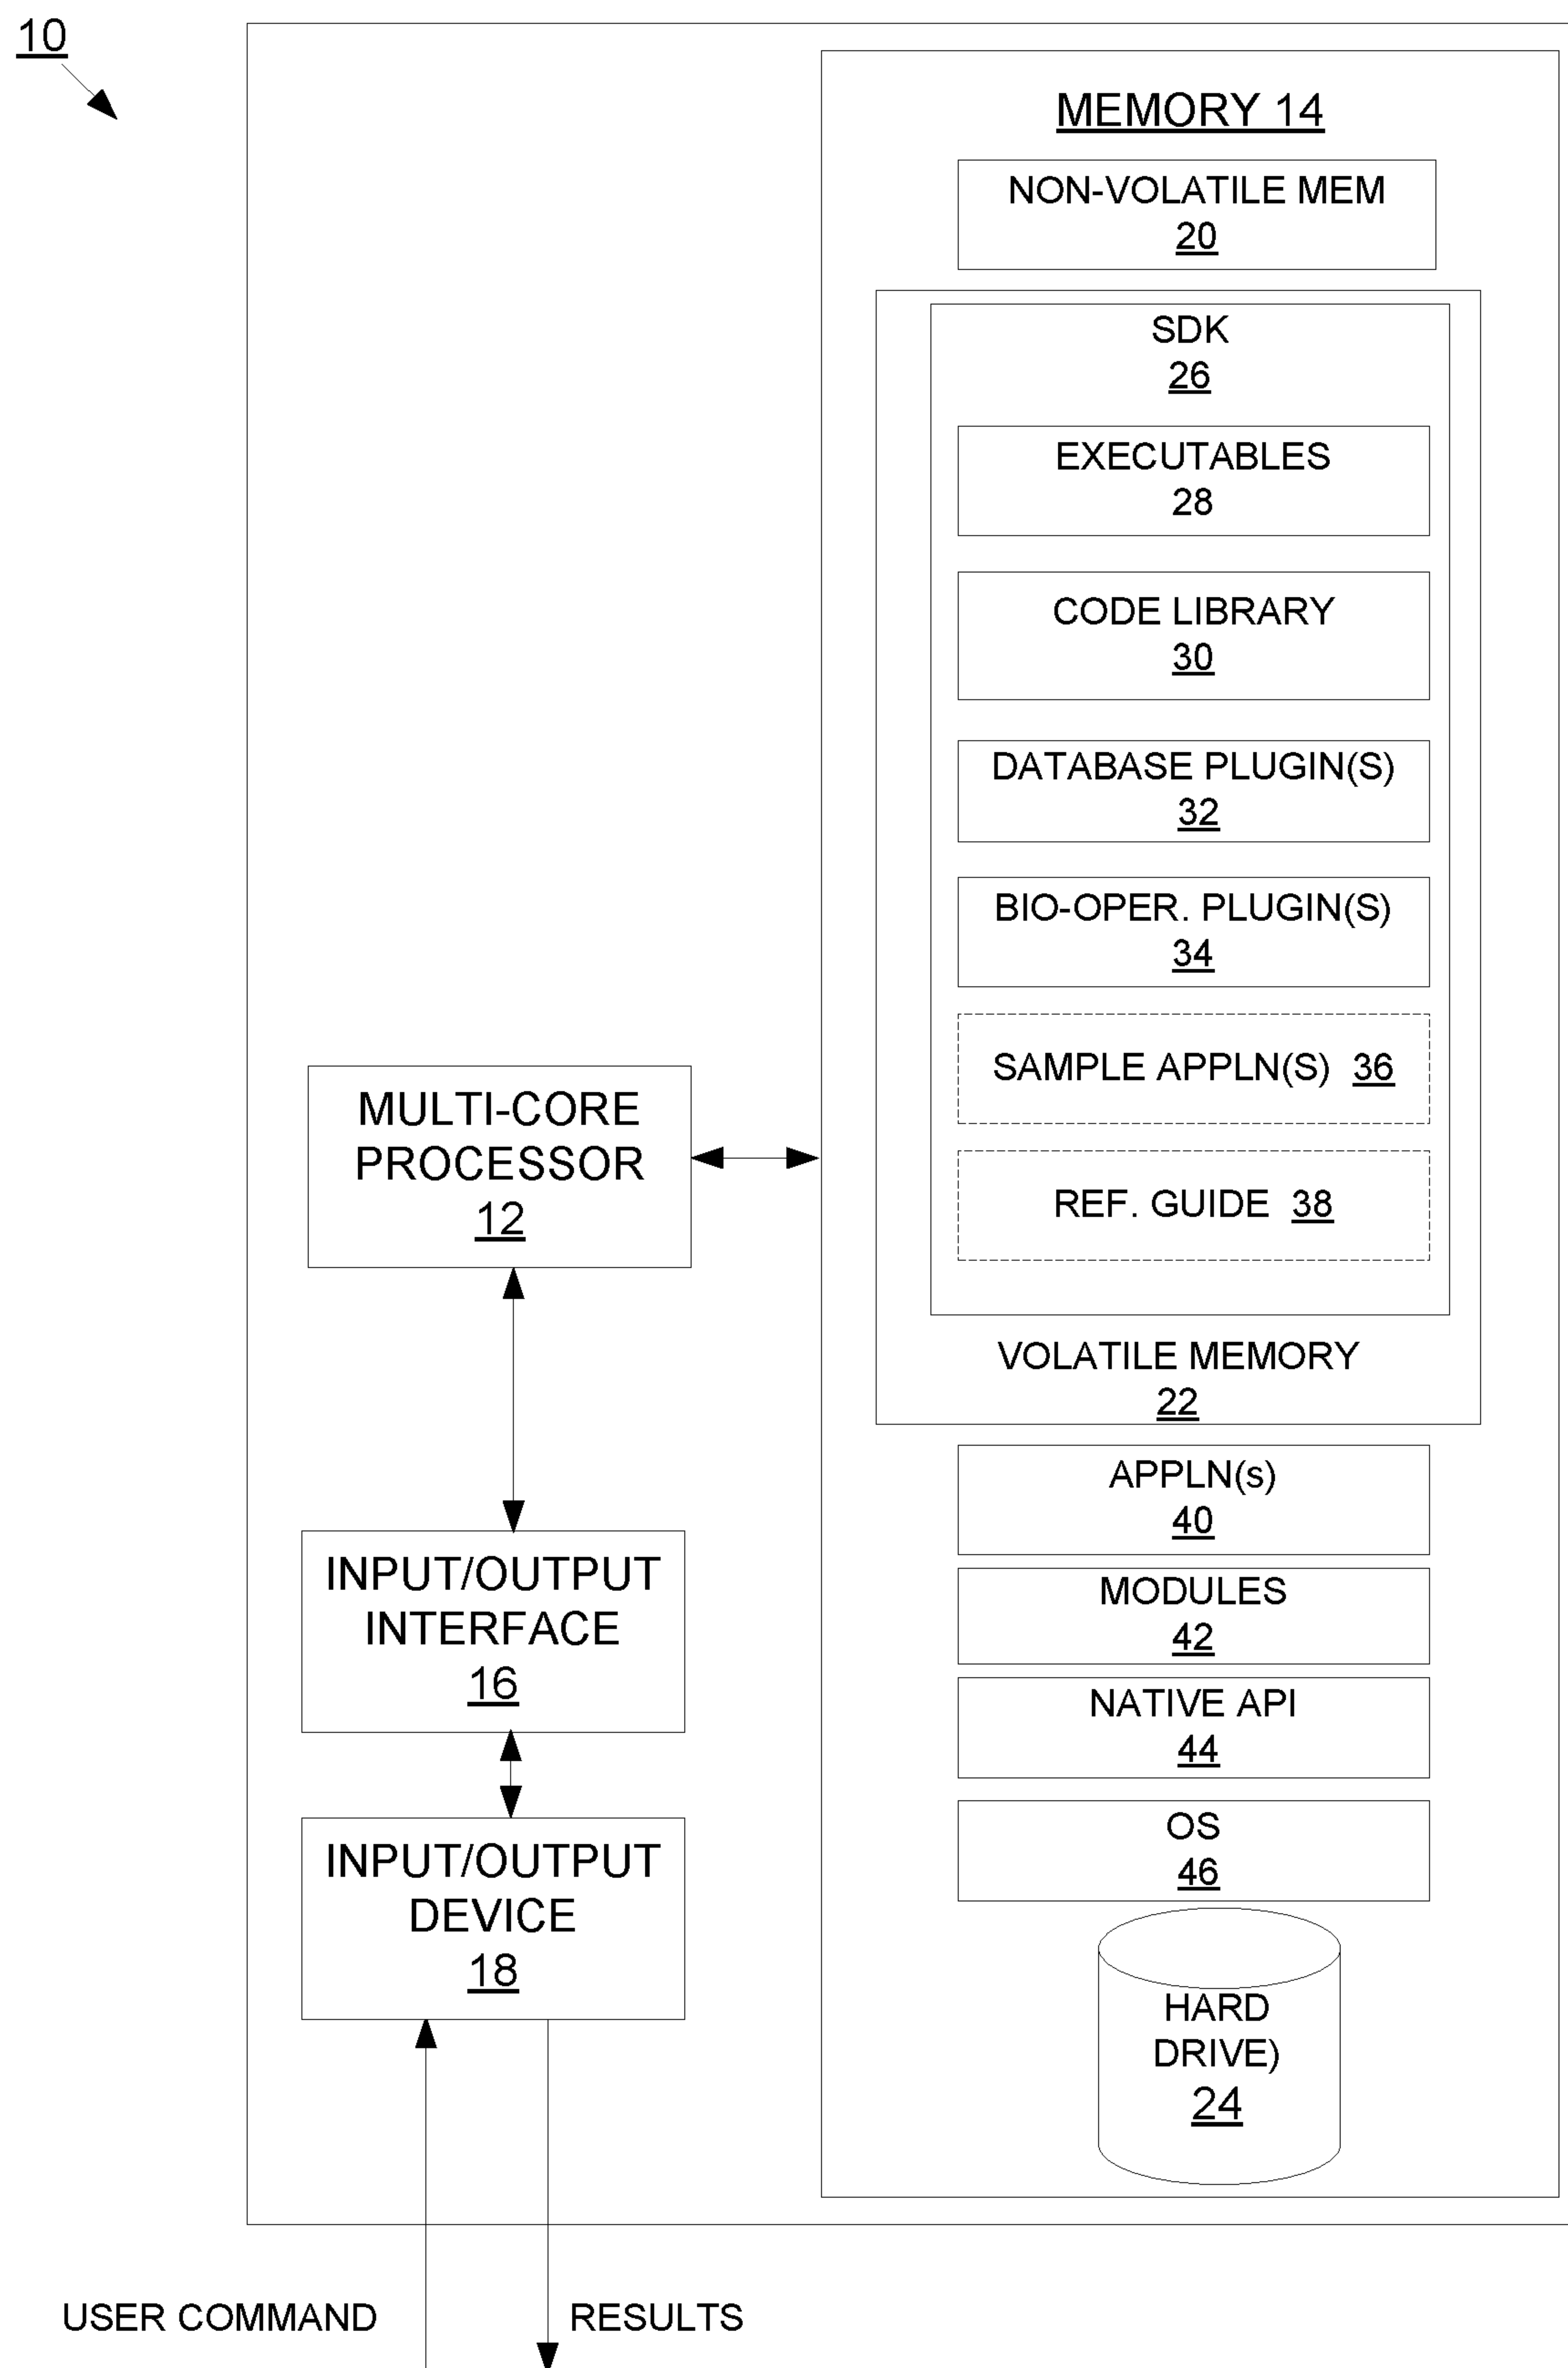 10
MEMORY 14
NON-VOLATILE MEM
20
SDK
26
EXECUTABLES
28
CODE LIBRARY
30
DATABASE PLUGIN(S)
32
BIO-OPER. PLUGIN(S)
34
SAMPLE APPLN(S) 36
REF. GUIDE 38
VOLATILE MEMORY
22
APPLN(s)
40
MODULES
42
NATIVE API
44
OS
46
HARD
DRIVE)
24
MULTI-CORE
PROCESSOR
12
INPUT/OUTPUT
INTERFACE
16
INPUT/OUTPUT
DEVICE
18
USER COMMAND
RESULTS